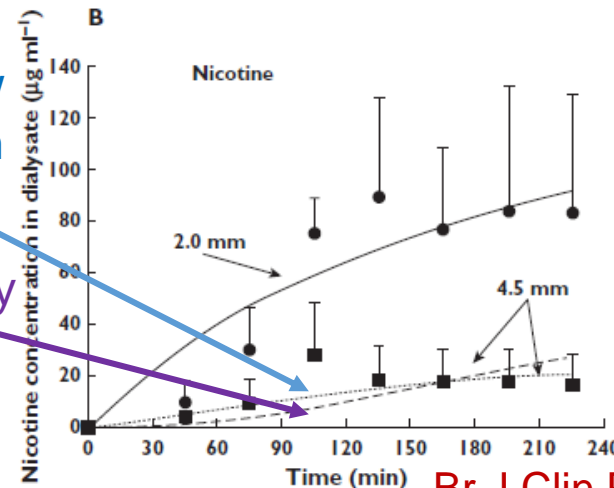 B
Nicotine
Nicotine concentration in dialysate (µg ml⁻¹)
140
120
100
80
60
40
20
0
2.0 mm
4.5 mm
y
0 30 60 90 120 150 180 210 240
Time (min)
Br J Clin